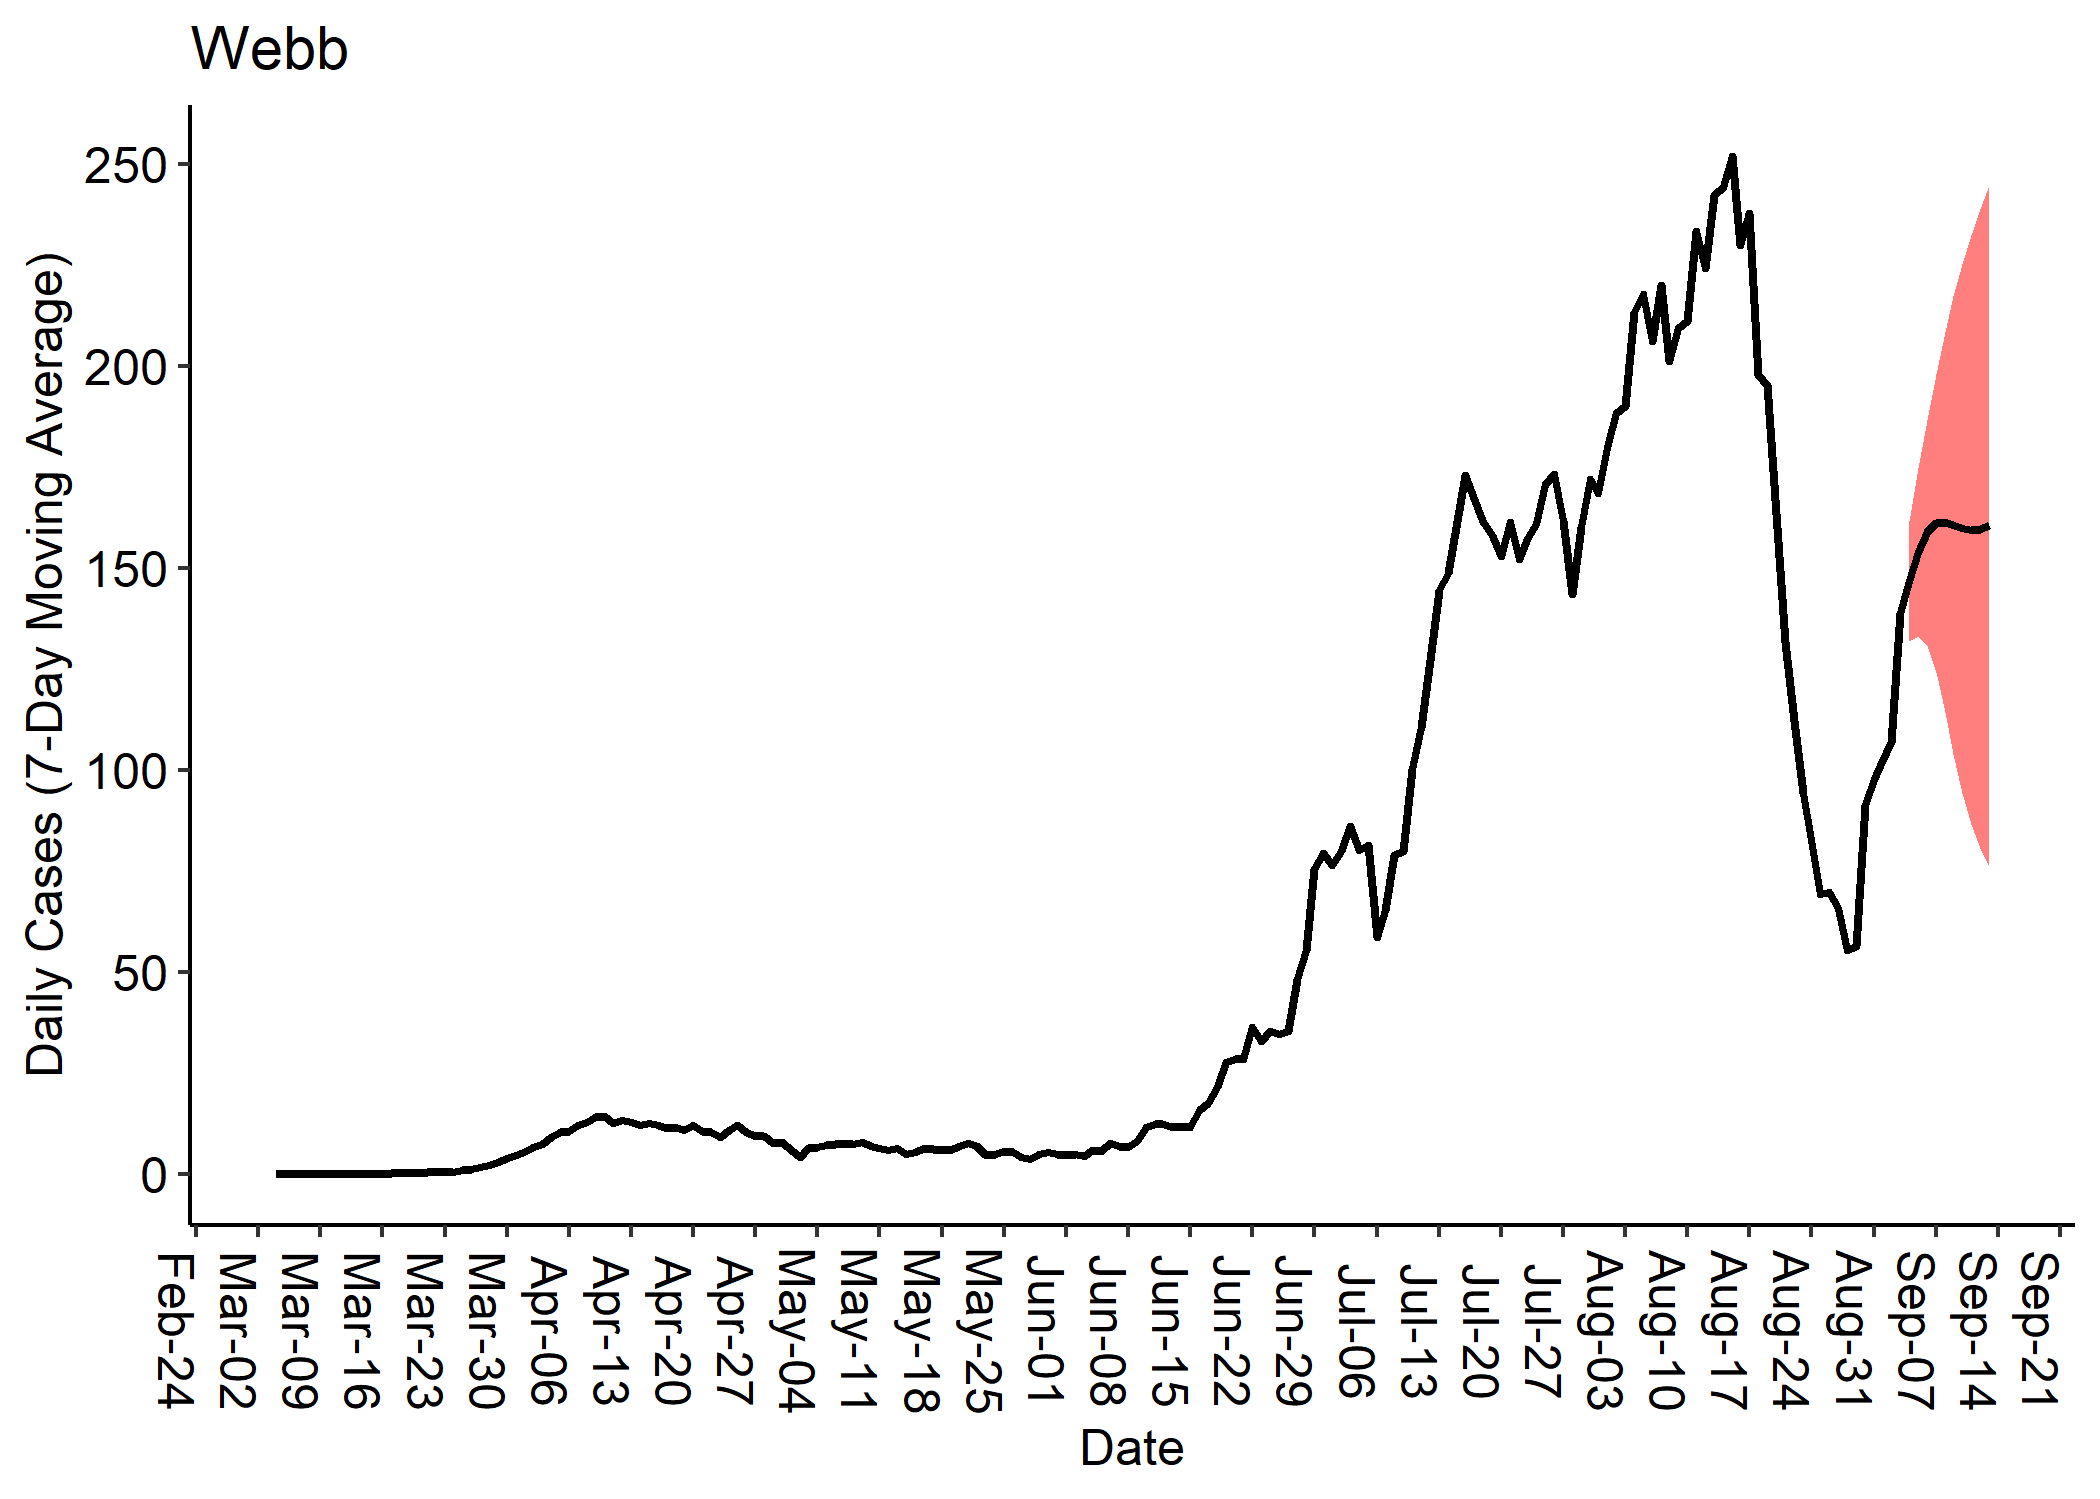 Webb
Daily Cases (7-Day Moving Average)
250
200
150
100
50
0
Feb-24
Mar-02
Mar-09
Mar-16
Mar-23
Mar-30
Apr-06
Apr-13
Apr-20
Apr-27
May-04
May-11
May-18
May-25
Jun-01
Jun-08
Jun-15
Jun-22
Jun-29
Jul-06
Jul-13
Jul-20
Jul-27
Aug-03
Aug-10
Aug-17
Aug-24
Aug-31
Sep-07
Sep-14
Sep-21
Date